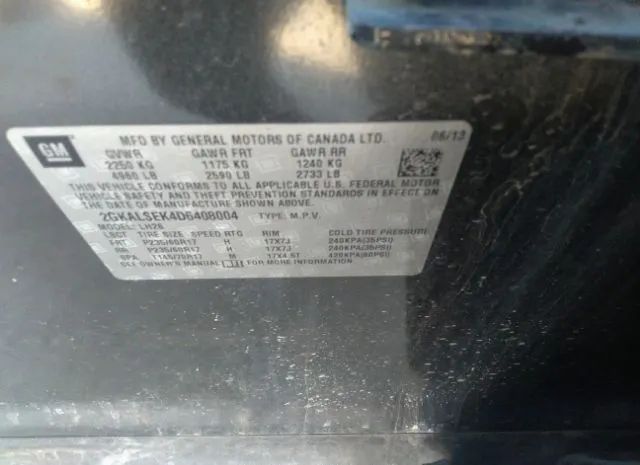 GM
MFD BY GENERAL MOTORS OF CANADA LTD. 06/13
GVWR GAWR FRT GAWR RR
2250 KG 1175 KG 1240 KG
4960 LB 2590 LB 2733 LB
THIS VEHICLE CONFORMS TO ALL APPLICABLE U.S. FEDERAL MOTOR
VEHICLE SAFETY AND THEFT PREVENTION STANDARDS IN EFFECT ON
THE DATE OF MANUFACTURE SHOWN ABOVE.
2GKALSEK4D6408004 TYPE: M.P.V.
MODEL: LH26
LOCT TIRE SIZE SPEED RTG RIM COLD TIRE PRESSURE
FRT P235/60R17 H 17X7J 240KPA(35PSI)
RR P235/60R17 H 17X7J 240KPA(35PSI)
SPA T145/70R17 M 17X4.5T 420KPA(60PSI)
SEE OWNER'S MANUAL FOR MORE INFORMATION